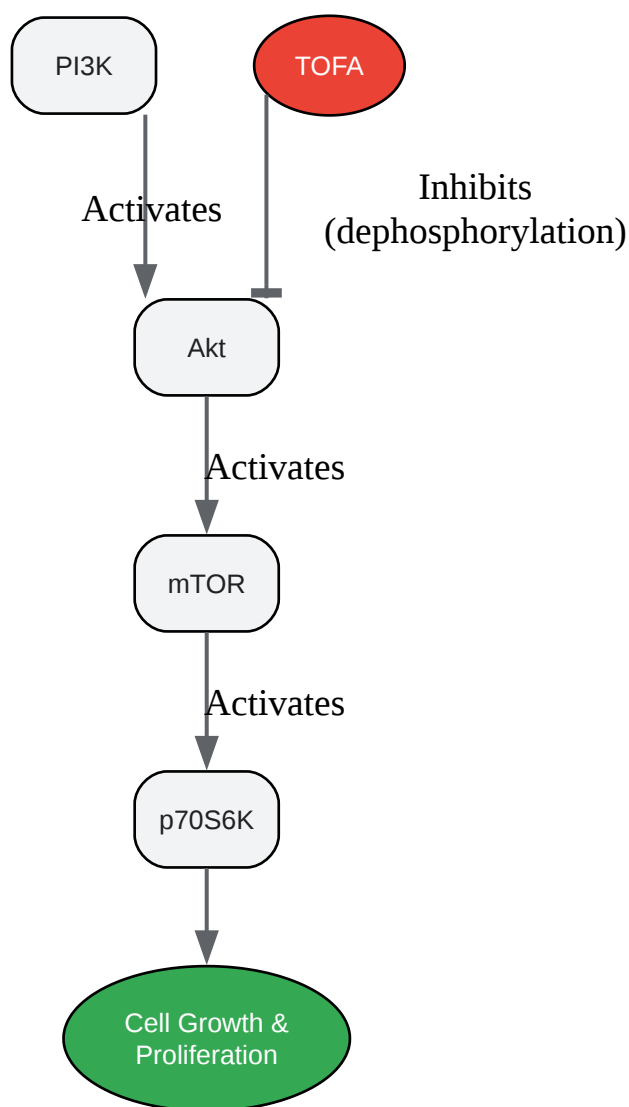 PI3K
TOFA
Activates
Inhibits
(dephosphorylation)
Akt
Activates
mTOR
Activates
p70S6K
Cell Growth &
Proliferation